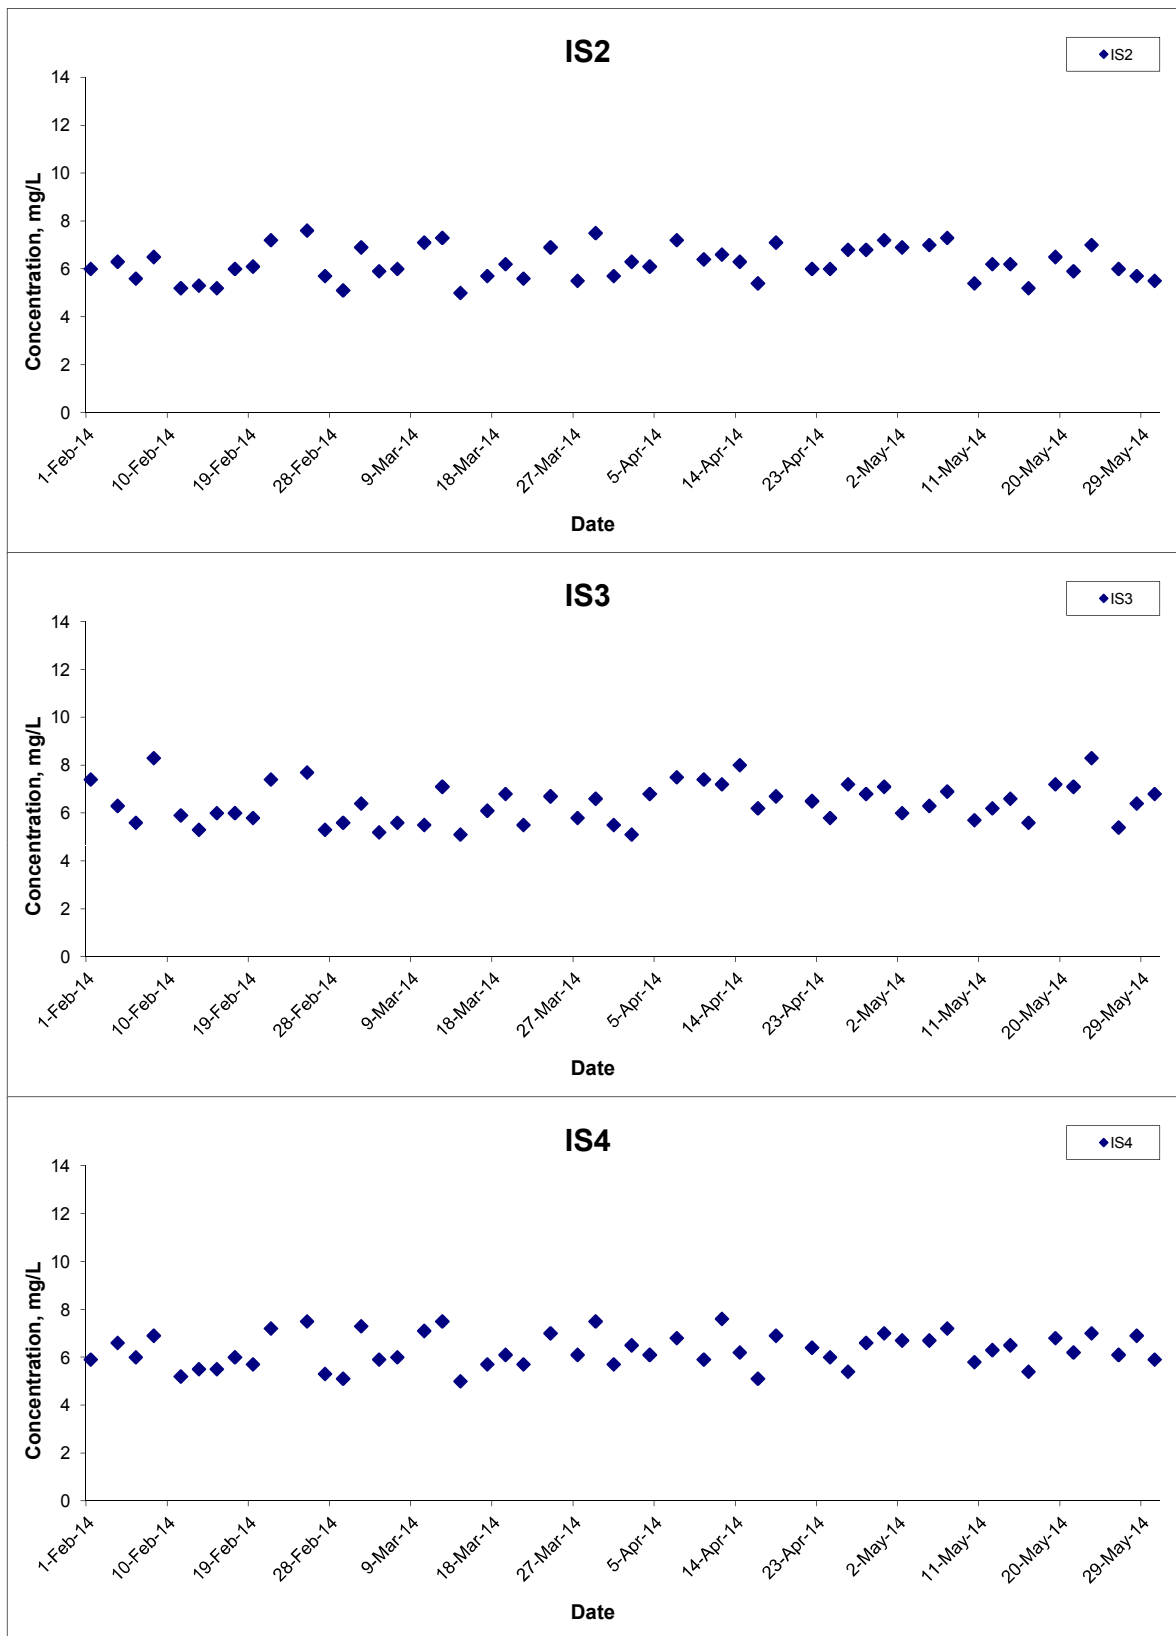 IS2
IS2
14
12
10
8
6
4
2
0
Concentration, mg/L
1-Feb-14
10-Feb-14
19-Feb-14
28-Feb-14
9-Mar-14
18-Mar-14
27-Mar-14
5-Apr-14
14-Apr-14
23-Apr-14
2-May-14
11-May-14
20-May-14
29-May-14
Date
IS3
IS3
14
12
10
8
6
4
2
0
Concentration, mg/L
1-Feb-14
10-Feb-14
19-Feb-14
28-Feb-14
9-Mar-14
18-Mar-14
27-Mar-14
5-Apr-14
14-Apr-14
23-Apr-14
2-May-14
11-May-14
20-May-14
29-May-14
Date
IS4
IS4
14
12
10
8
6
4
2
0
Concentration, mg/L
1-Feb-14
10-Feb-14
19-Feb-14
28-Feb-14
9-Mar-14
18-Mar-14
27-Mar-14
5-Apr-14
14-Apr-14
23-Apr-14
2-May-14
11-May-14
20-May-14
29-May-14
Date